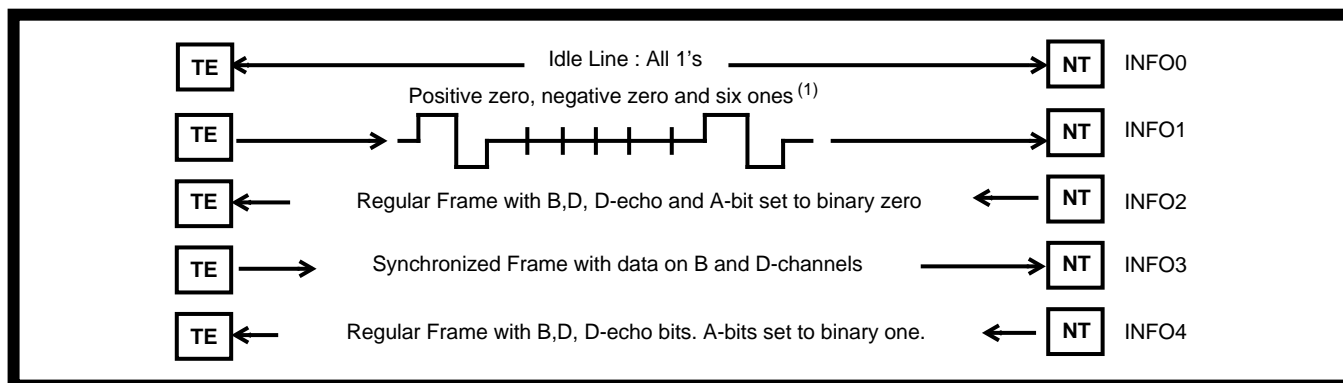 TE Idle Line : All 1's NT INFO0
Positive zero, negative zero and six ones (1)
TE NT INFO1
TE Regular Frame with B,D, D-echo and A-bit set to binary zero NT INFO2
TE Synchronized Frame with data on B and D-channels NT INFO3
TE Regular Frame with B,D, D-echo bits. A-bits set to binary one. NT INFO4